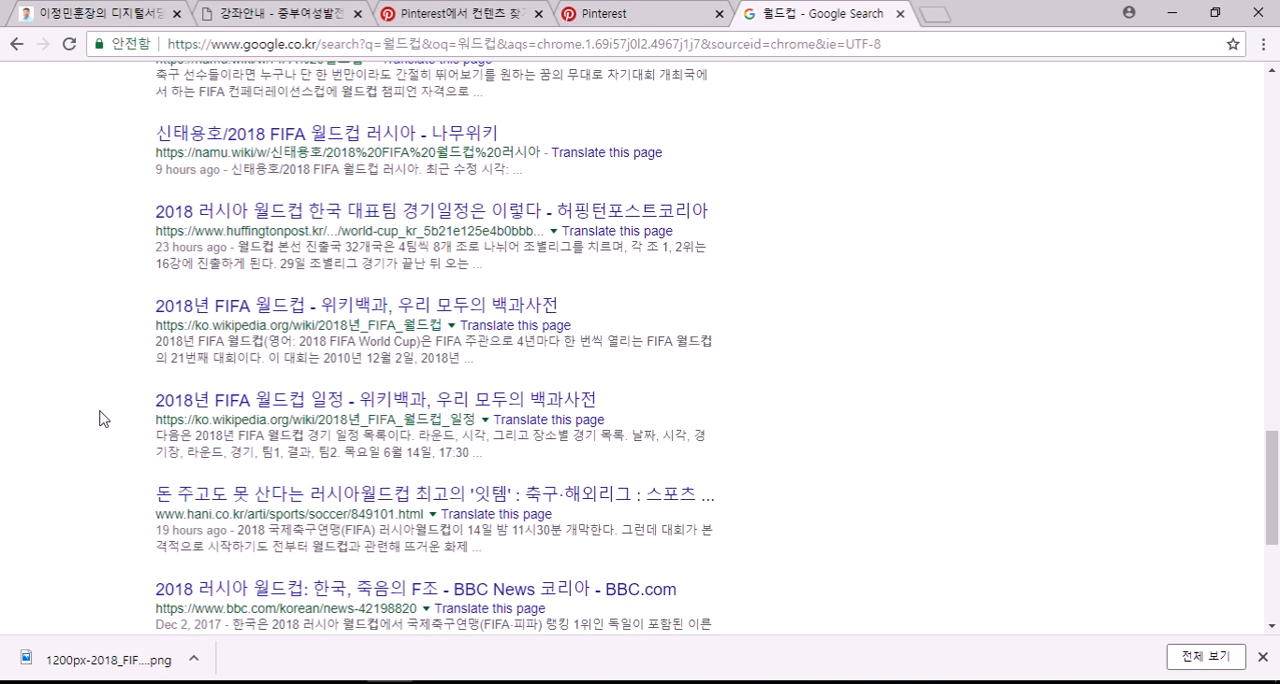 이정민훈장의 디지털서당
강좌안내 - 중부여성발전
Pinterest에서 컨텐츠 찾기
Pinterest
월드컵 - Google Search
안전함
https://www.google.co.kr/search?q=월드컵&oq=워드컵&aqs=chrome.1.69i57j0l2.4967j1j7&sourceid=chrome&ie=UTF-8
축구 선수들이라면 누구나 단 한 번만이라도 간절히 뛰어보기를 원하는 꿈의 무대로 차기대회 개최국에
서 하는 FIFA 컨페더레이션스컵에 월드컵 챔피언 자격으로 ...
신태용호/2018 FIFA 월드컵 러시아 - 나무위키
https://namu.wiki/w/신태용호/2018%20FIFA%20월드컵%20러시아 - Translate this page
9 hours ago - 신태용호/2018 FIFA 월드컵 러시아. 최근 수정 시각: ...
2018 러시아 월드컵 한국 대표팀 경기일정은 이렇다 - 허핑턴포스트코리아
https://www.huffingtonpost.kr/.../world-cup_kr_5b21e125e4b0bbb... ▼ Translate this page
23 hours ago - 월드컵 본선 진출국 32개국은 4팀씩 8개 조로 나뉘어 조별리그를 치르며, 각 조 1, 2위는
16강에 진출하게 된다. 29일 조별리그 경기가 끝난 뒤 오는 ...
2018년 FIFA 월드컵 - 위키백과, 우리 모두의 백과사전
https://ko.wikipedia.org/wiki/2018년_FIFA_월드컵 ▼ Translate this page
2018년 FIFA 월드컵(영어: 2018 FIFA World Cup)은 FIFA 주관으로 4년마다 한 번씩 열리는 FIFA 월드컵
의 21번째 대회이다. 이 대회는 2010년 12월 2일, 2018년 ...
2018년 FIFA 월드컵 일정 - 위키백과, 우리 모두의 백과사전
https://ko.wikipedia.org/wiki/2018년_FIFA_월드컵_일정 ▼ Translate this page
다음은 2018년 FIFA 월드컵 경기 일정 목록이다. 라운드, 시각, 그리고 장소별 경기 목록. 날짜, 시각, 경
기장, 라운드, 경기, 팀1, 결과, 팀2. 목요일 6월 14일, 17:30 ...
돈 주고도 못 산다는 러시아월드컵 최고의 '잇템' : 축구·해외리그 : 스포츠 ...
www.hani.co.kr/arti/sports/soccer/849101.html ▼ Translate this page
19 hours ago - 2018 국제축구연맹(FIFA) 러시아월드컵이 14일 밤 11시30분 개막한다. 그런데 대회가 본
격적으로 시작하기도 전부터 월드컵과 관련해 뜨거운 화제 ...
2018 러시아 월드컵: 한국, 죽음의 F조 - BBC News 코리아 - BBC.com
https://www.bbc.com/korean/news-42198820 ▼ Translate this page
Dec 2, 2017 - 한국은 2018 러시아 월드컵에서 국제축구연맹(FIFA·피파) 랭킹 1위인 독일이 포함된 이른
1200px-2018_FIF....png
전체 보기